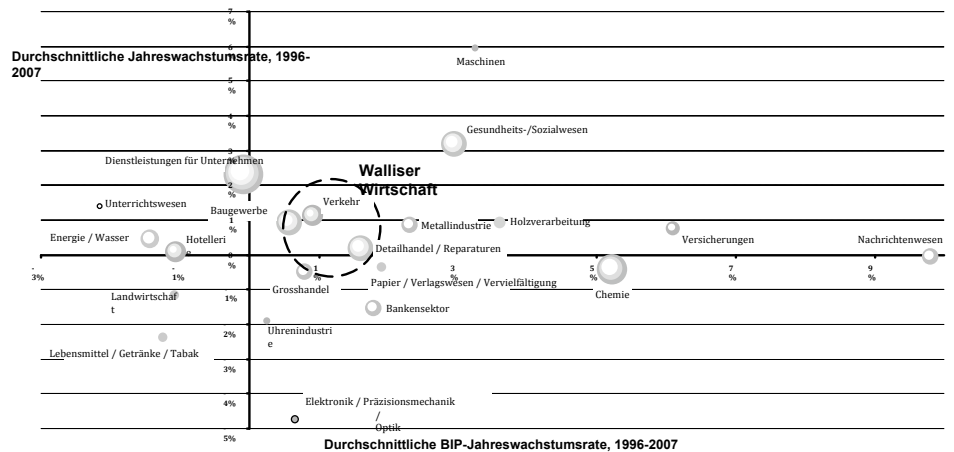 7
%
6
%
Durchschnittliche Jahreswachstumsrate, 1996-
2007
Maschinen
5
%
4
%
Gesundheits-/Sozialwesen
3
%
Dienstleistungen für Unternehmen
Walliser
Wirtschaft
2
%
Unterrichtswesen
Baugewerbe
Verkehr
1
%
Metallindustrie
Holzverarbeitung
Energie / Wasser
Hotelleri
e
Detailhandel / Reparaturen
Versicherungen
Nachrichtenwesen
-
3%
-
1%
0
%
1
%
3
%
5
%
7
%
9
%
Papier / Verlagswesen / Vervielfältigung
Grosshandel
Chemie
Landwirtschaf
t
1%
Bankensektor
Uhrenindustri
e
2%
Lebensmittel / Getränke / Tabak
3%
Elektronik / Präzisionsmechanik
/
Optik
4%
5%
Durchschnittliche BIP-Jahreswachstumsrate, 1996-2007